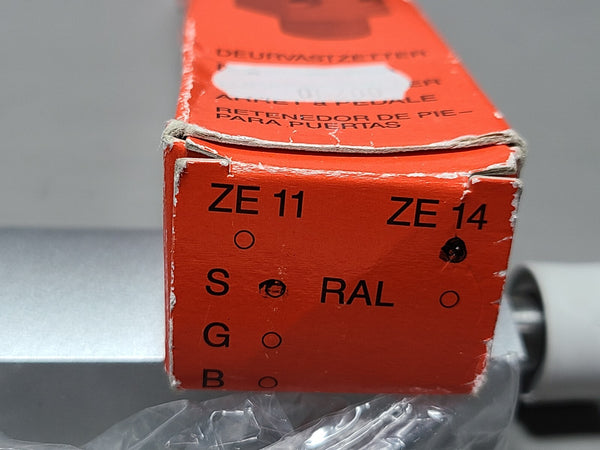 DEURVASTZETTER
ARRET à PEDALE
RETENEDOR DE PIE-
PARA PUERTAS
ZE 11 ZE 14
S RAL
G
B